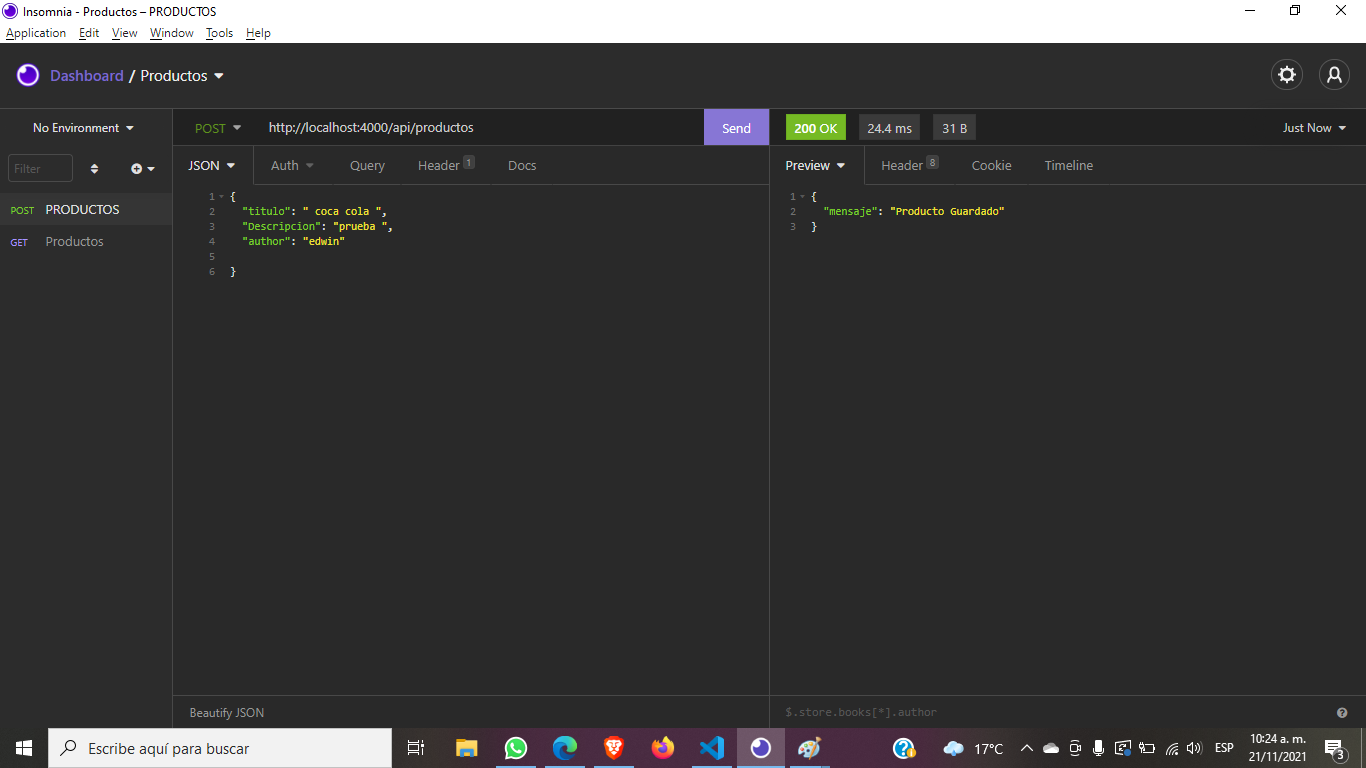 Insomnia - Productos – PRODUCTOS
Application Edit View Window Tools Help
Dashboard / Productos
No Environment
POST http://localhost:4000/api/productos Send
200 OK 24.4 ms 31 B Just Now
Filter
JSON Auth Query Header 1 Docs
Preview Header 8 Cookie Timeline
POST PRODUCTOS
GET Productos
1 {
2 "titulo": " coca cola ",
3 "Descripcion": "prueba ",
4 "author": "edwin"
5
6 }
1 {
2 "mensaje": "Producto Guardado"
3 }
Beautify JSON
$.store.books[*].author
Escribe aquí para buscar
17°C
ESP
10:24 a. m.
21/11/2021
3